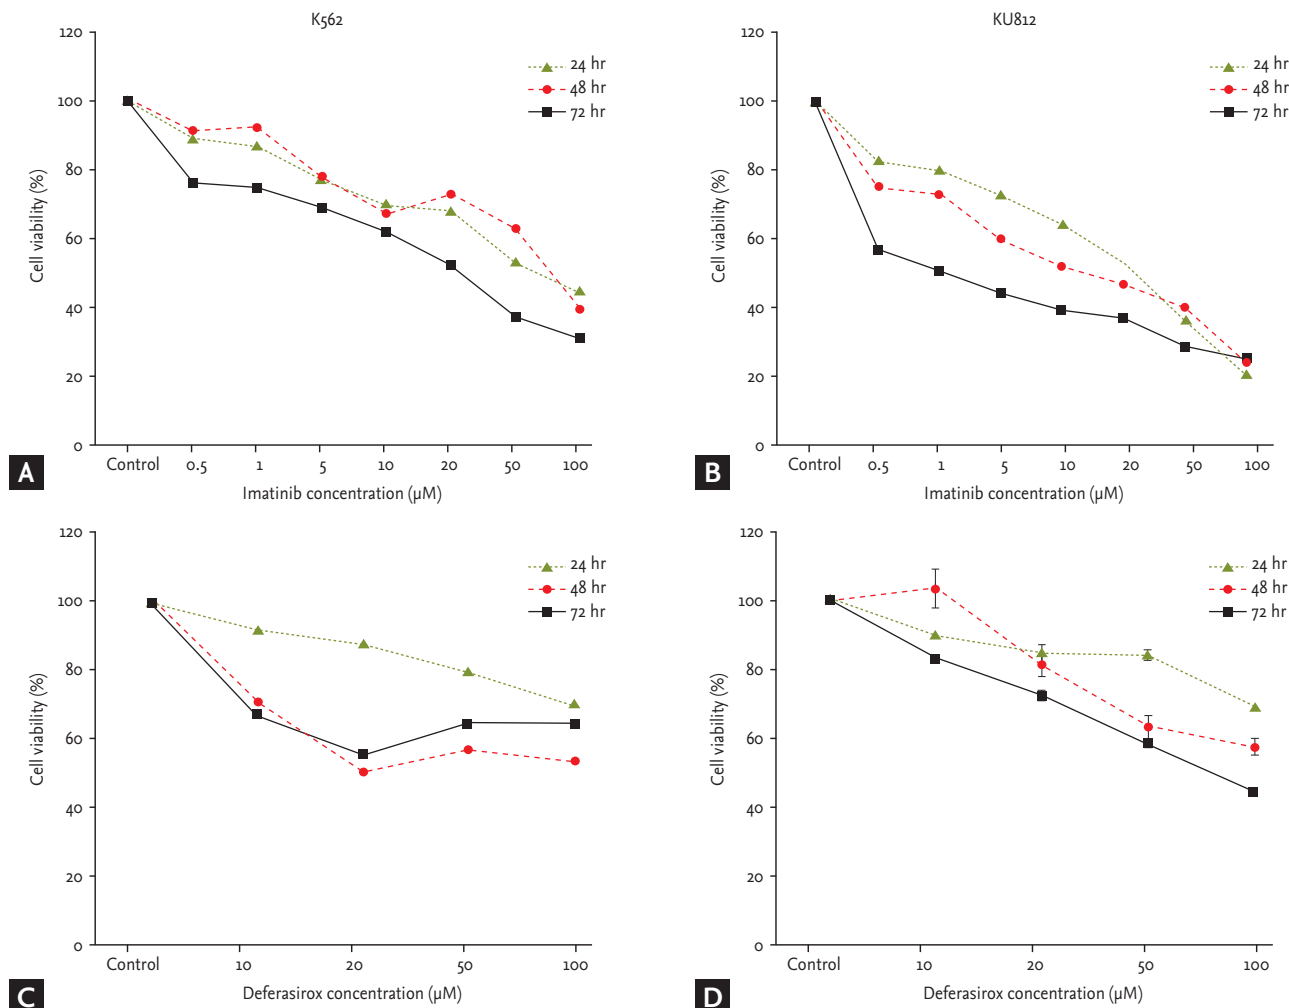 K562
120
100
80
60
40
20
0
Cell viability (%)
24 hr
48 hr
72 hr
Control 0.5 1 5 10 20 50 100
Imatinib concentration (μM)
A
KU812
120
100
80
60
40
20
0
Cell viability (%)
24 hr
48 hr
72 hr
Control 0.5 1 5 10 20 50 100
Imatinib concentration (μM)
B
120
100
80
60
40
20
0
Cell viability (%)
24 hr
48 hr
72 hr
Control 10 20 50 100
Deferasirox concentration (μM)
C
120
100
80
60
40
20
0
Cell viability (%)
24 hr
48 hr
72 hr
Control 10 20 50 100
Deferasirox concentration (μM)
D